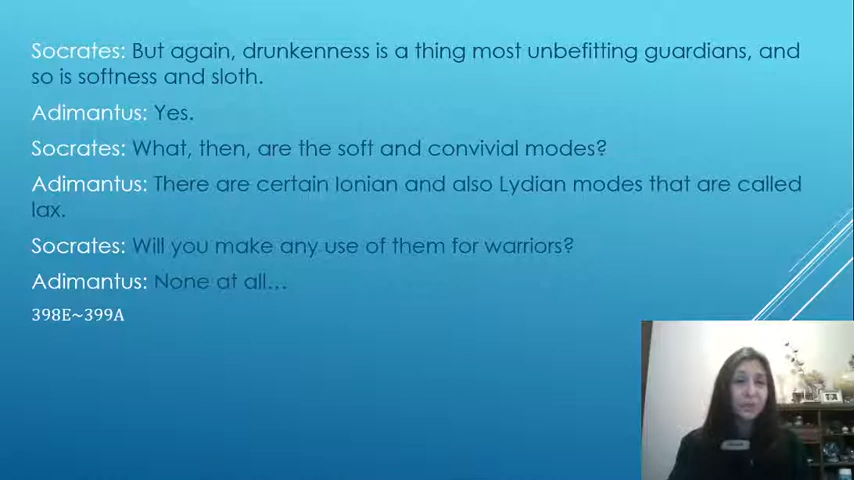 Socrates: But again, drunkenness is a thing most unbefitting guardians, and
so is softness and sloth.
Adimantus: Yes.
Socrates: What, then, are the soft and convivial modes?
Adimantus: There are certain Ionian and also Lydian modes that are called
lax.
Socrates: Will you make any use of them for warriors?
Adimantus: None at all...
398E~399A